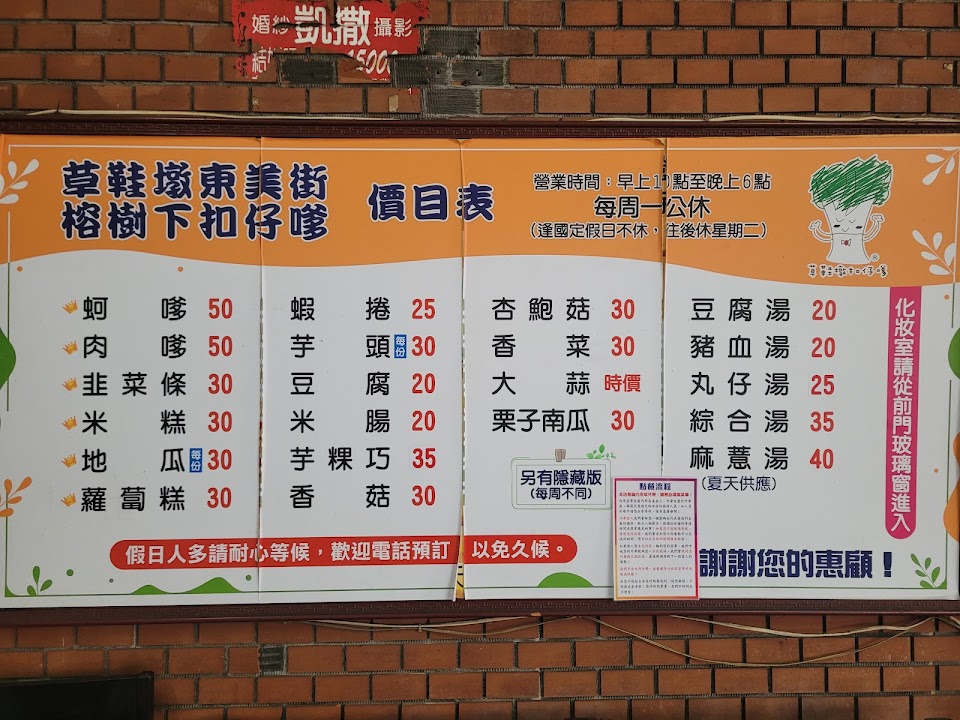 婚紗 凱撒 攝影
結
草鞋墩東美街
榕樹下扣仔嗲
價目表
營業時間：早上10點至晚上6點
每周一公休
（逢國定假日不休，往後休星期二）
草鞋墩扣仔嗲
蚵嗲 50
肉嗲 50
韭菜條 30
米糕 30
地瓜 每份 30
蘿蔔糕 30
蝦捲 25
芋頭 每份 30
豆腐 20
米腸 20
芋粿巧 35
香菇 30
杏鮑菇 30
香菜 30
大蒜 時價
栗子南瓜 30
另有隱藏版
（每周不同）
豆腐湯 20
豬血湯 20
丸仔湯 25
綜合湯 35
麻薏湯 40
（夏天供應）
化妝室請從前門玻璃窗進入
點餐流程
假日人多請耐心等候，歡迎電話預訂，以免久候。
謝謝您的惠顧！